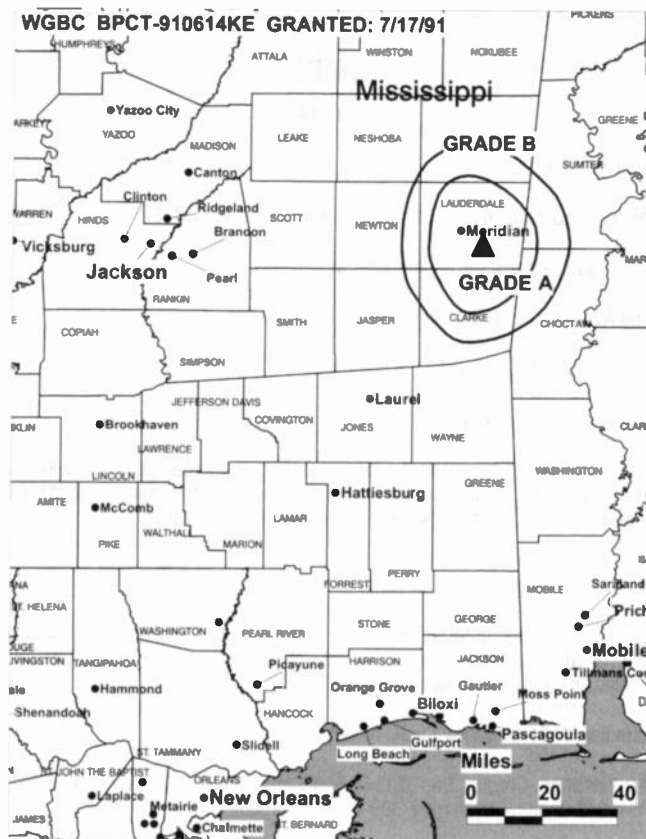 WGBC BPCT-910614KE GRANTED: 7/17/91
PICKENS
HUMPHREYS
ATTALA
WINSTON
NOXUBEE
Mississippi
Yazoo City
YAZOO
MADISON
LEAKE
NESHOBA
GRADE B
GREENE
SUMTER
Canton
Clinton
Ridgeland
WARREN
HINDS
SCOTT
NEWTON
LAUDERDALE
Meridian
Vicksburg
Brandon
Jackson
Pearl
GRADE A
RANKIN
COPIAH
SMITH
JASPER
CLARKE
CHOCTAW
SIMPSON
JEFFERSON DAVIS
Laurel
COVINGTON
JONES
Brookhaven
LAWRENCE
WAYNE
LINCOLN
WASHINGTON
GREENE
Hattiesburg
AMITE
McComb
LAMAR
WALTHALL
PIKE
MARION
PERRY
FORREST
MOBILE
ST. HELENA
WASHINGTON
PEARL RIVER
STONE
GEORGE
Mobile
TANGIPAHOA
Picayune
HARRISON
JACKSON
Hammond
Orange Grove
Biloxi
Gautier
Moss Point
HANCOCK
Shenandoah
Pascagoula
Gulfport
Long Beach
ST. TAMMANY
Slidell
Miles
ST JOHN THE BAPTIST
ORLEANS
Laplace
Metairie
New Orleans
0 20 40
JAMES
Chalmette
ST. BERNARD